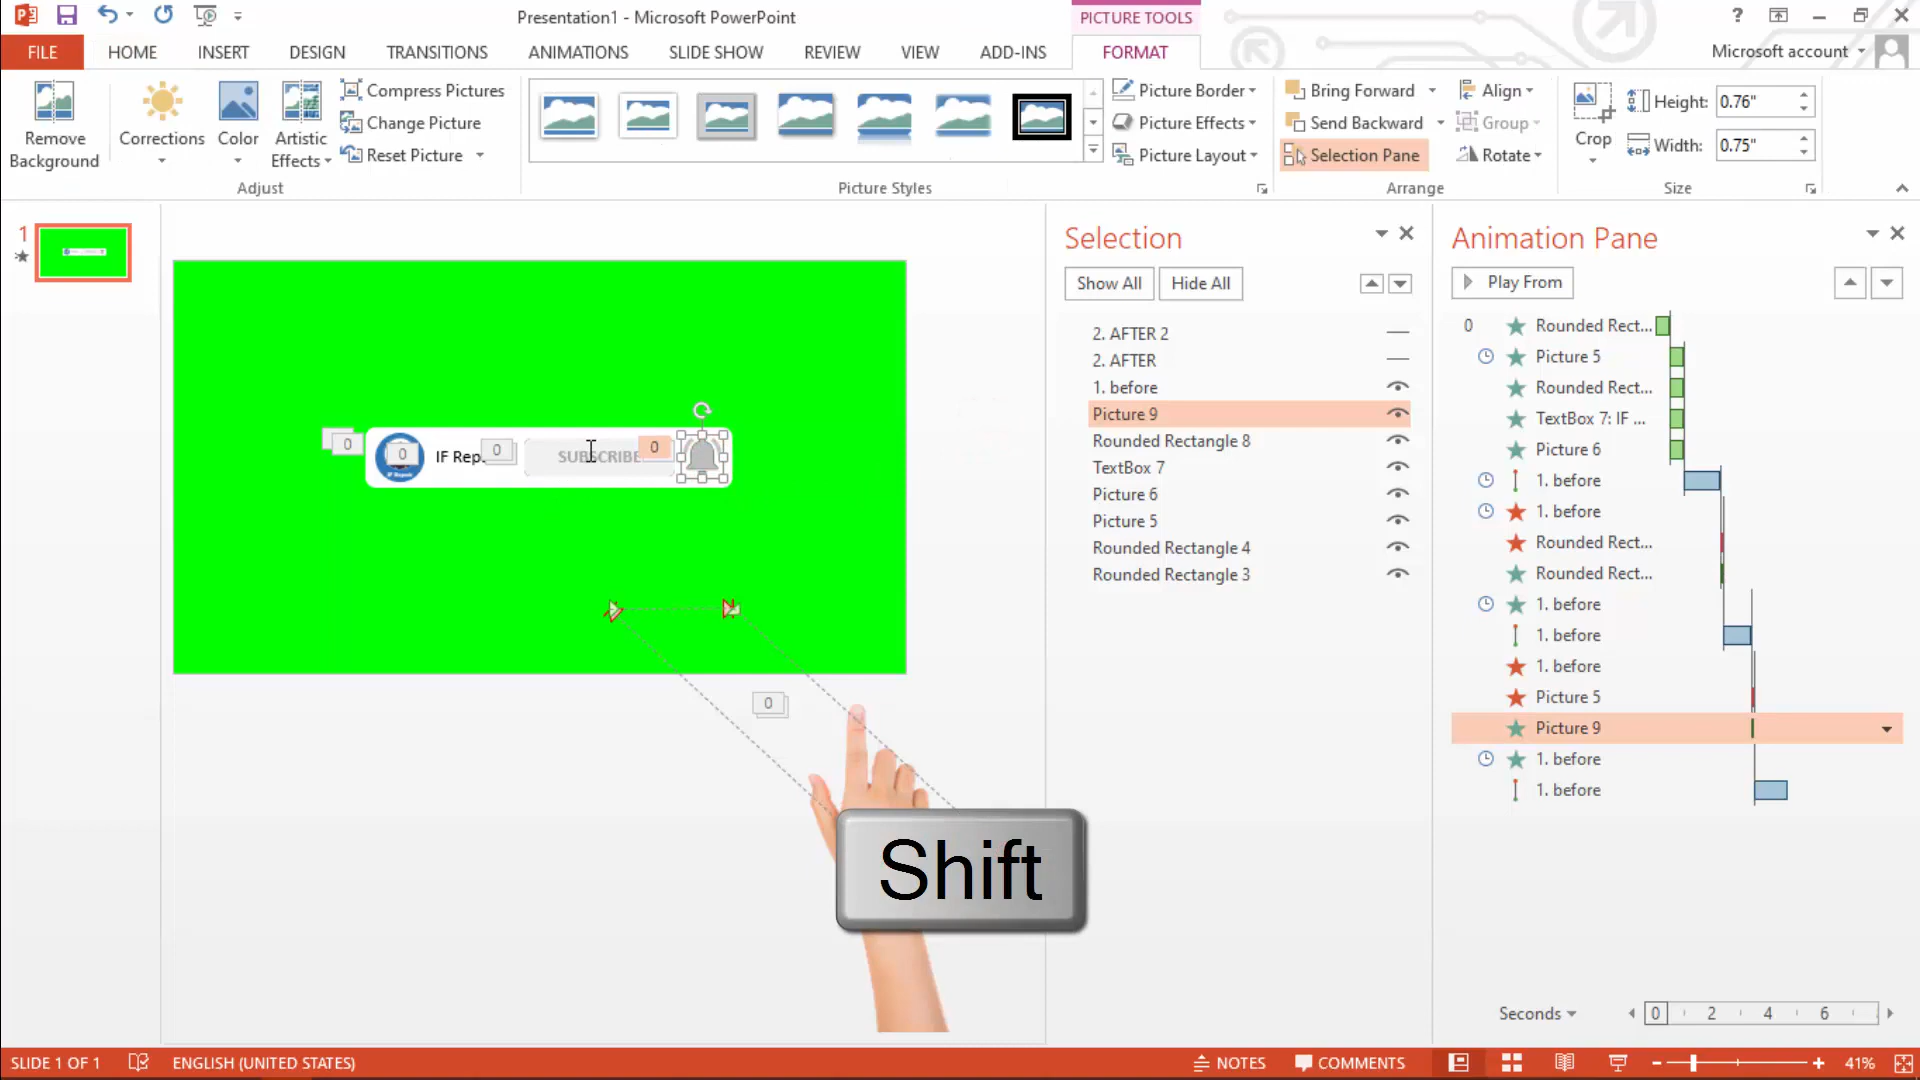 Presentation1 - Microsoft PowerPoint
PICTURE TOOLS
?
FILE
HOME
INSERT
DESIGN
TRANSITIONS
ANIMATIONS
SLIDE SHOW
REVIEW
VIEW
ADD-INS
FORMAT
Microsoft account
Remove Background
Corrections
Color
Artistic Effects
Compress Pictures
Change Picture
Reset Picture
Adjust
Picture Styles
Picture Border
Picture Effects
Picture Layout
Bring Forward
Send Backward
Selection Pane
Align
Group
Rotate
Arrange
Crop
Height: 0.76"
Width: 0.75"
Size
1
0
0
IF Rep
0
SUBSCRIBE
0
0
Shift
Selection
Show All
Hide All
2. AFTER 2
2. AFTER
1. before
Picture 9
Rounded Rectangle 8
TextBox 7
Picture 6
Picture 5
Rounded Rectangle 4
Rounded Rectangle 3
Animation Pane
Play From
0 Rounded Rect...
Picture 5
Rounded Rect...
TextBox 7: IF ...
Picture 6
1. before
1. before
Rounded Rect...
Rounded Rect...
1. before
1. before
1. before
Picture 5
Picture 9
1. before
1. before
Seconds
0 2 4 6
SLIDE 1 OF 1
ENGLISH (UNITED STATES)
NOTES
COMMENTS
41%